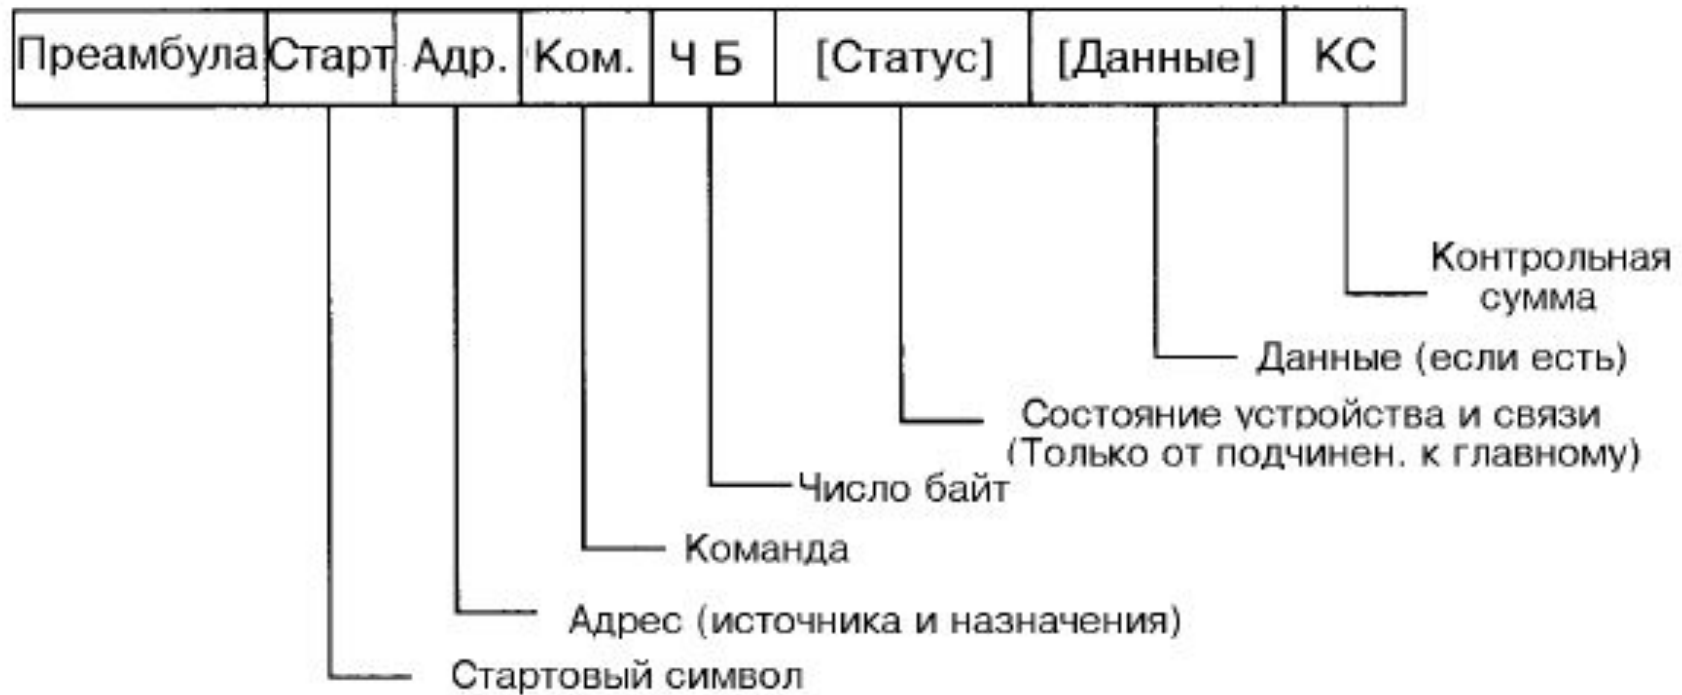 Преамбула Старт Адр. Ком. Ч Б [Статус] [Данные] КС
Контрольная
сумма
Данные (если есть)
Состояние устройства и связи
(Только от подчинен. к главному)
Число байт
Команда
Адрес (источника и назначения)
Стартовый символ